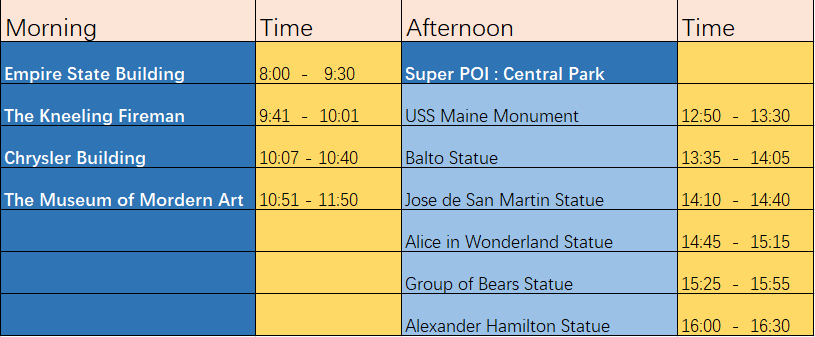 Morning Time Afternoon Time
Empire State Building 8:00 - 9:30 Super POI : Central Park
The Kneeling Fireman 9:41 - 10:01 USS Maine Monument 12:50 - 13:30
Chrysler Building 10:07 - 10:40 Balto Statue 13:35 - 14:05
The Museum of Mordern Art 10:51 - 11:50 Jose de San Martin Statue 14:10 - 14:40
Alice in Wonderland Statue 14:45 - 15:15
Group of Bears Statue 15:25 - 15:55
Alexander Hamilton Statue 16:00 - 16:30